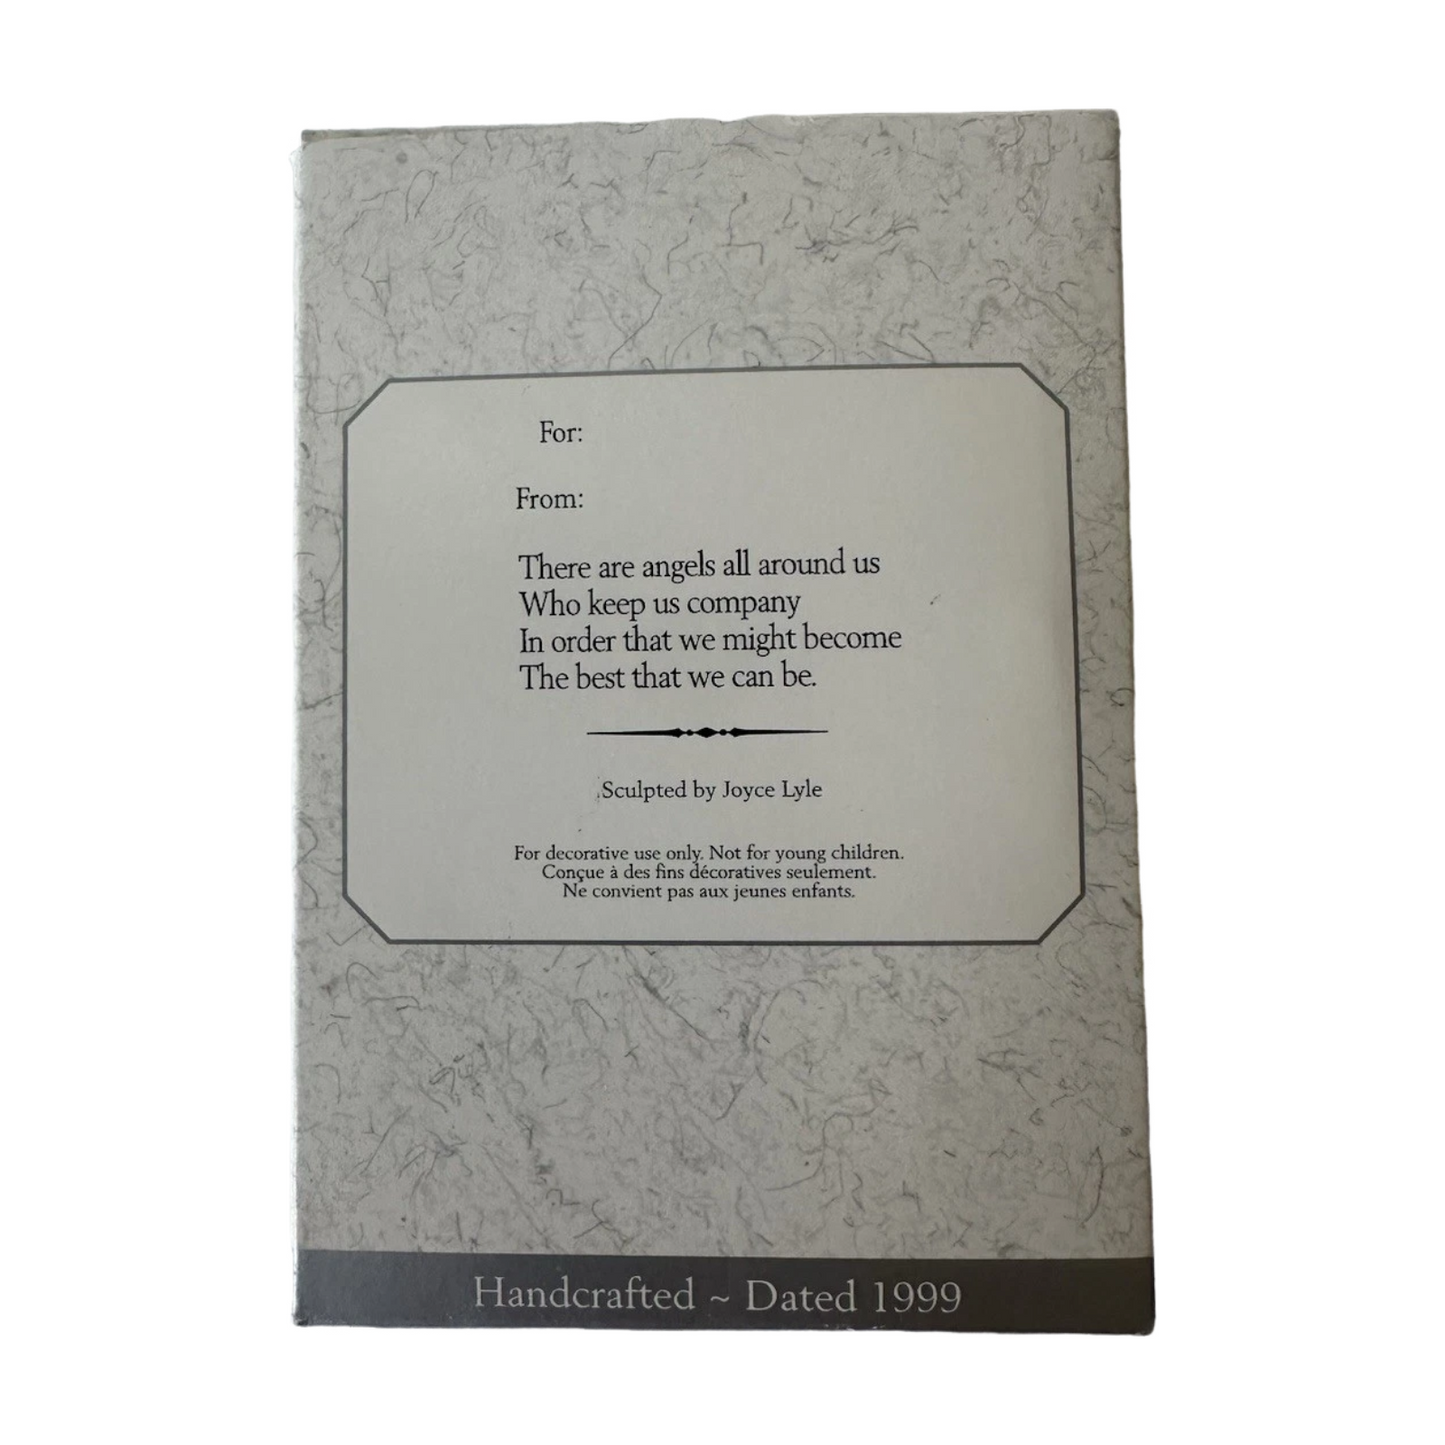 For:
From:
There are angels all around us
Who keep us company
In order that we might become
The best that we can be.
Sculpted by Joyce Lyle
For decorative use only. Not for young children.
Conçue à des fins décoratives seulement.
Ne convient pas aux jeunes enfants.
Handcrafted ~ Dated 1999